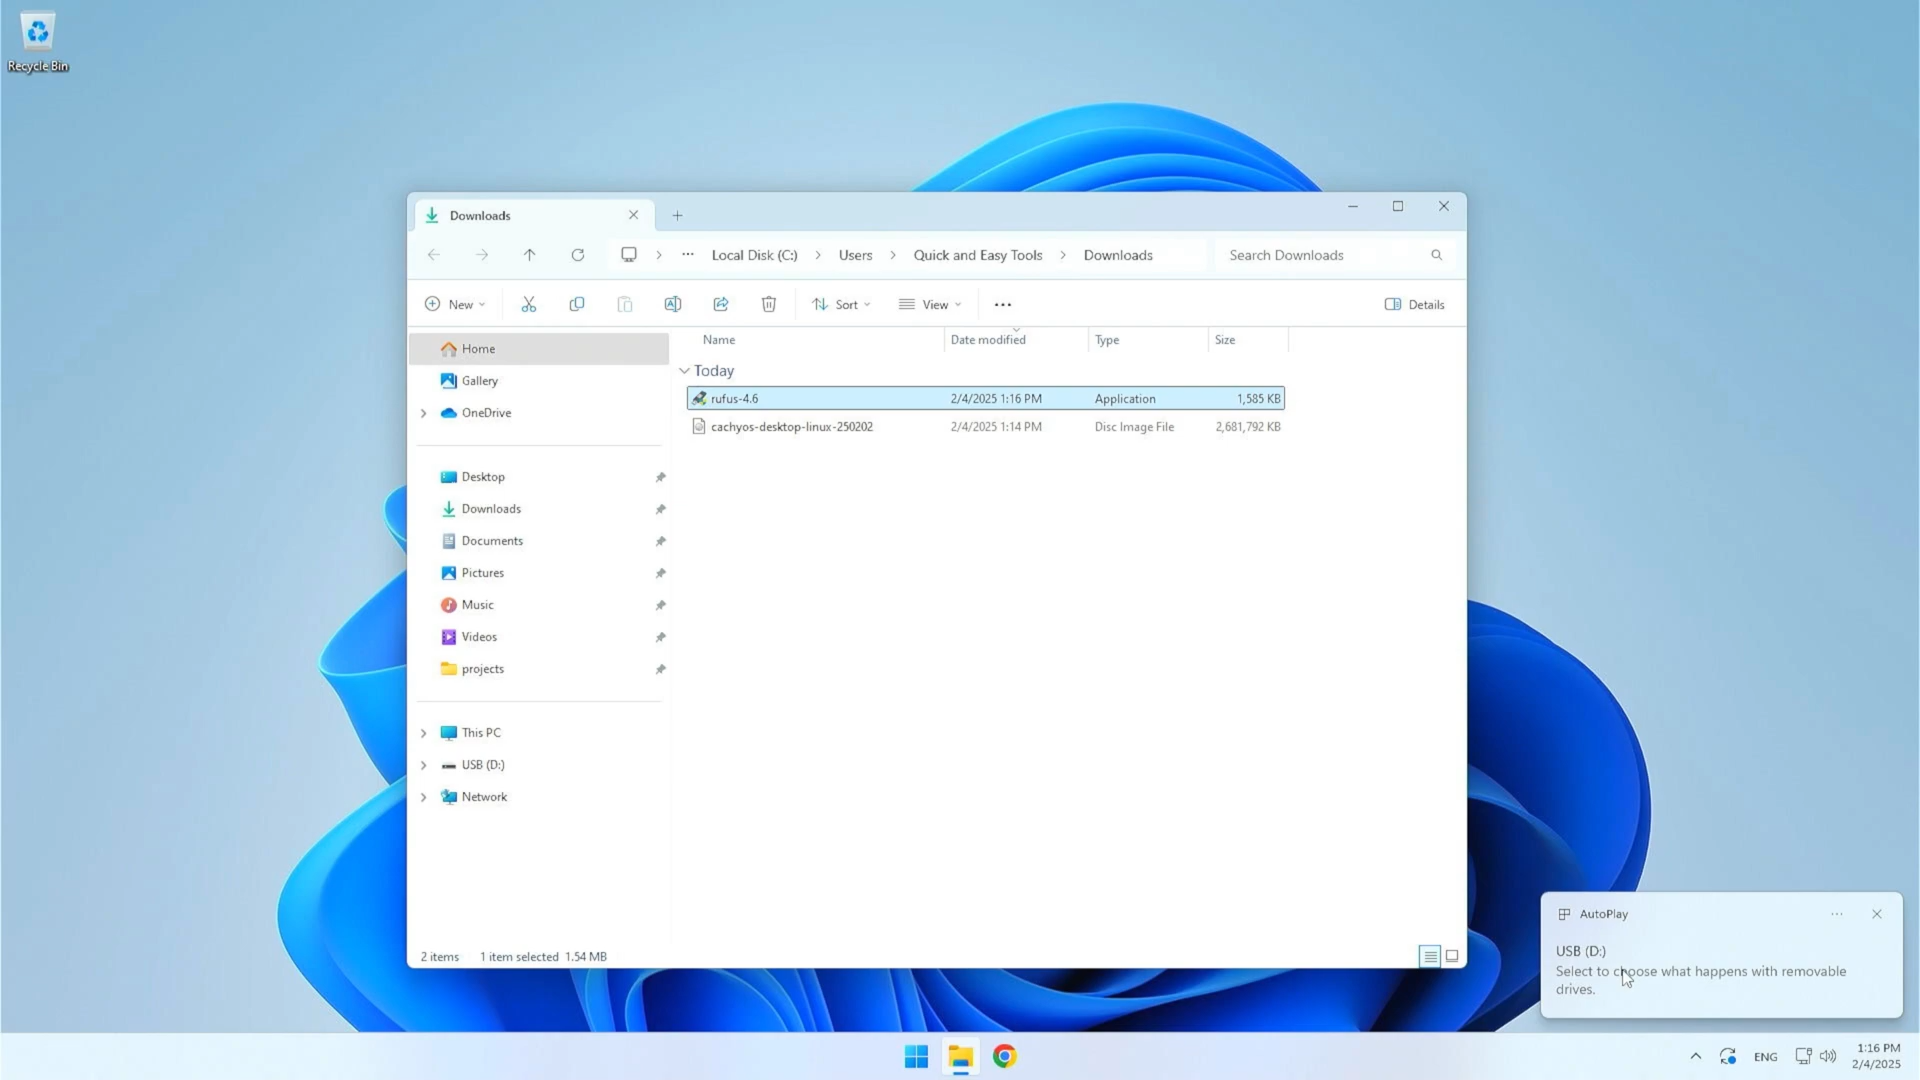 Recycle Bin
Downloads
Local Disk (C:) Users Quick and Easy Tools Downloads Search Downloads
New Sort View Details
Name Date modified Type Size
Home
Gallery
OneDrive
Desktop
Downloads
Documents
Pictures
Music
Videos
projects
This PC
USB (D:)
Network
Today
rufus-4.6 2/4/2025 1:16 PM Application 1,585 KB
cachyos-desktop-linux-250202 2/4/2025 1:14 PM Disc Image File 2,681,792 KB
2 items 1 item selected 1.54 MB
AutoPlay
USB (D:)
Select to choose what happens with removable
drives.
ENG
1:16 PM
2/4/2025